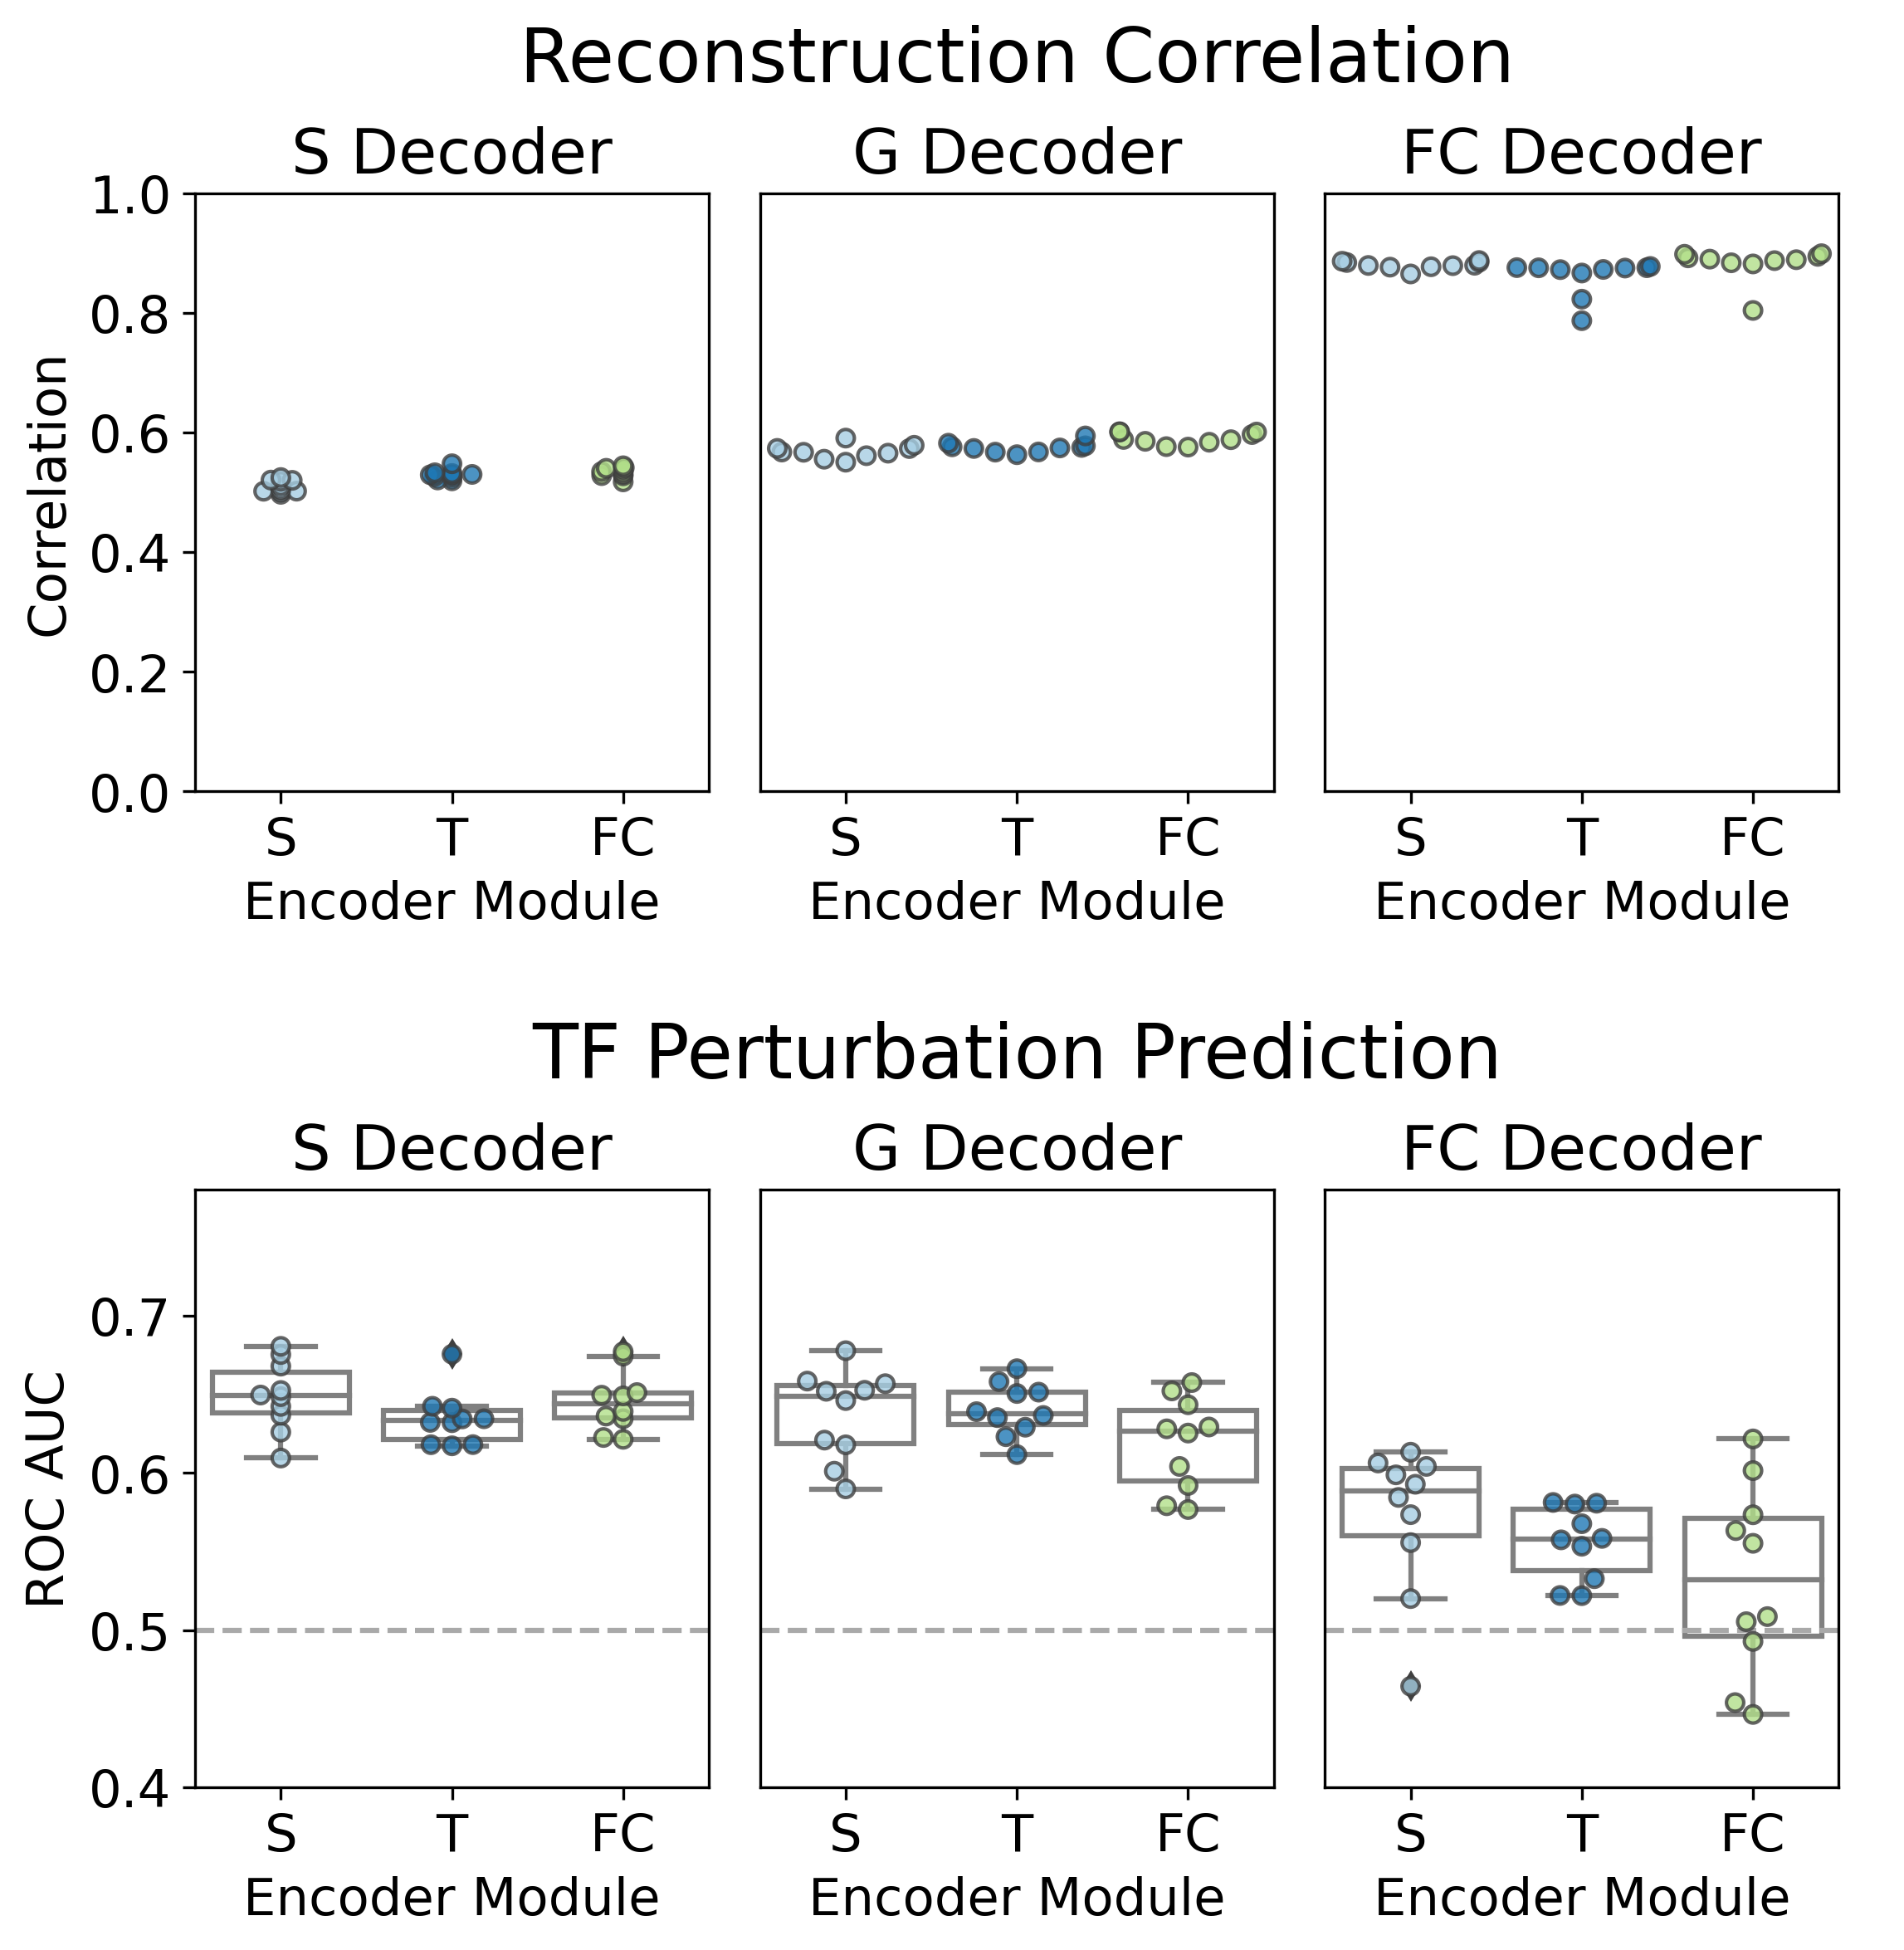 Reconstruction Correlation
S Decoder G Decoder FC Decoder
1.0
0.8
0.6
0.4
0.2
0.0
Correlation
S T FC S T FC S T FC
Encoder Module Encoder Module Encoder Module
TF Perturbation Prediction
S Decoder G Decoder FC Decoder
0.7
0.6
0.5
0.4
ROC AUC
S T FC S T FC S T FC
Encoder Module Encoder Module Encoder Module